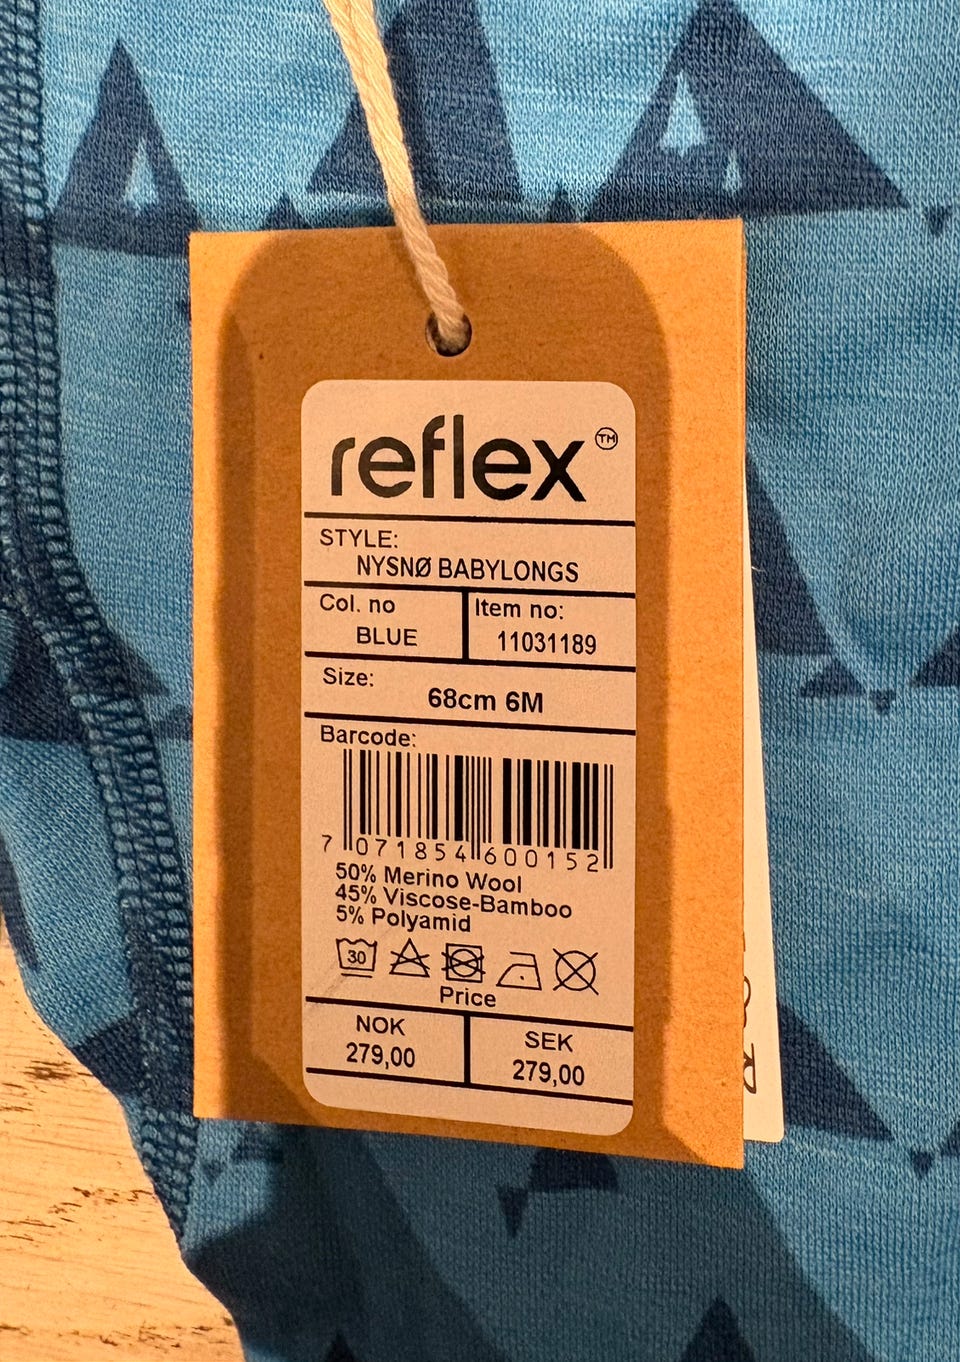 reflex™
STYLE:
NYSNØ BABYLONGS
Col. no
BLUE
Item no:
11031189
Size:
68cm 6M
Barcode:
7 071854 600152
50% Merino Wool
45% Viscose-Bamboo
5% Polyamid
30
Price
NOK
279,00
SEK
279,00